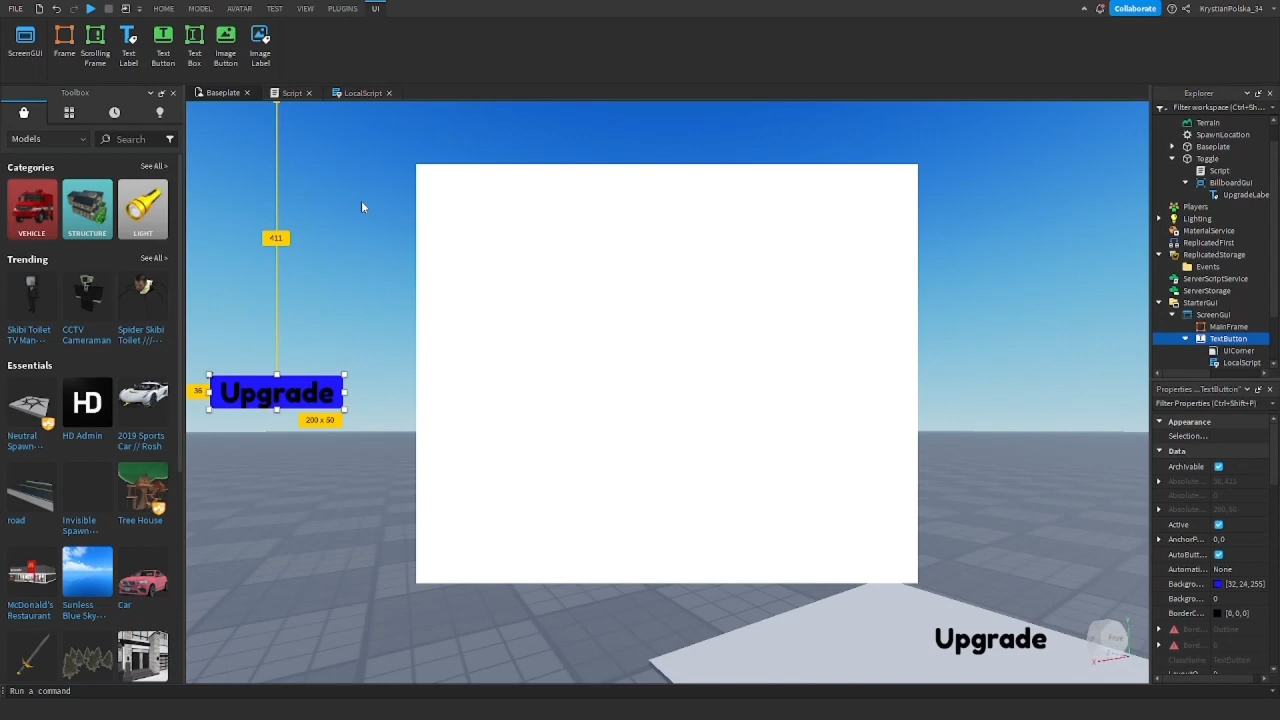 FILE HOME MODEL AVATAR TEST VIEW PLUGINS UI Collaborate KrystianPolska_34
ScreenGUI Frame Scrolling Frame Text Label Text Button Text Box Image Button Image Label
Toolbox
Baseplate Script LocalScript
Models Search
Categories See All >
VEHICLE STRUCTURE LIGHT
Trending See All >
Skibi Toilet TV Man··· CCTV Cameraman Spider Skibi Toilet ///···
Essentials See All >
HD
Neutral Spawn··· HD Admin 2019 Sports Car // Rosh
road Invisible Spawn··· Tree House
McDonald's Restaurant Sunless Blue Sky··· Car
411
36
Upgrade
200 x 50
Upgrade
Explorer
Filter workspace (Ctrl+Sh...
Terrain
SpawnLocation
Baseplate
Toggle
Script
BillboardGui
UpgradeLabe
Players
Lighting
MaterialService
ReplicatedFirst
ReplicatedStorage
Events
ServerScriptService
ServerStorage
StarterGui
ScreenGui
MainFrame
TextButton
UICorner
LocalScript
Properties ...TextButton"
Filter Properties (Ctrl+Shift+P)
Appearance
Selection...
Data
Archivable
Absolute... 36,411
Absolute... 0
Absolute... 200,50
Active
AnchorP... 0,0
AutoButt...
Automati... None
Backgro... [32,24,255]
Backgro... 0
BorderC... [0,0,0]
Bord... Outline
Bord... 0
ClassName TextButton
Run a command